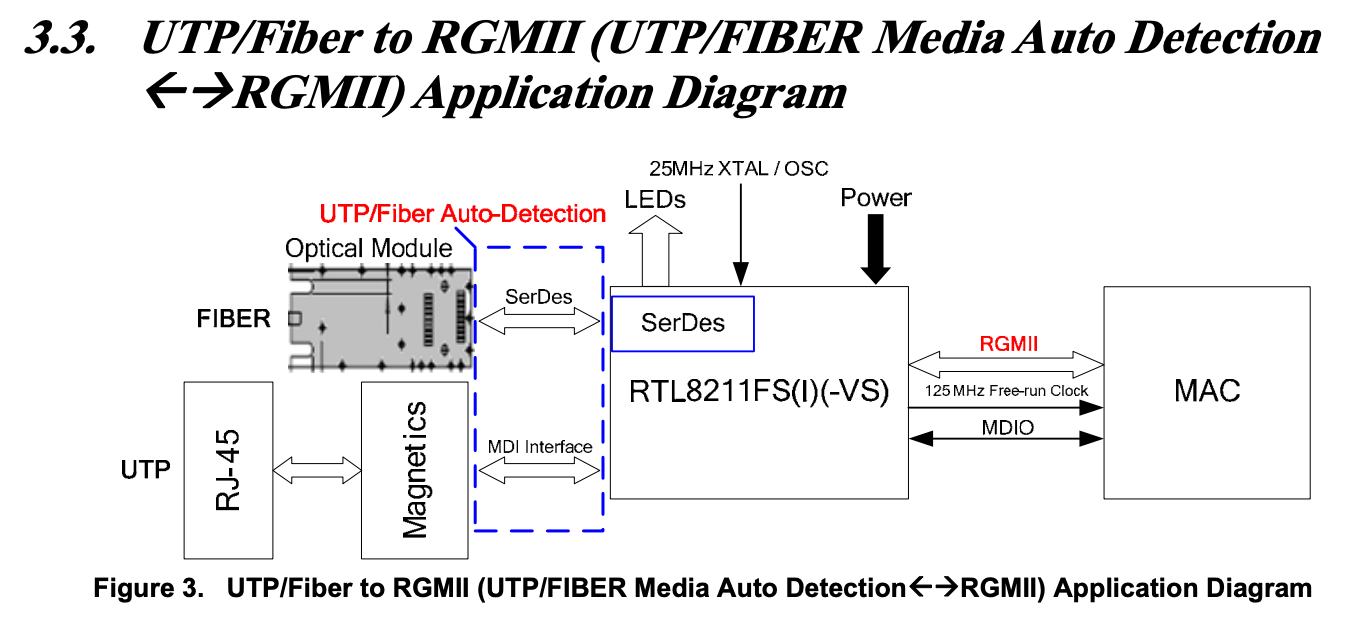 3.3. UTP/Fiber to RGMII (UTP/FIBER Media Auto Detection
←→RGMII) Application Diagram
25MHz XTAL / OSC
LEDs
Power
UTP/Fiber Auto-Detection
Optical Module
SerDes
FIBER
SerDes
RGMII
RTL8211FS(I)(-VS)
125 MHz Free-run Clock
MAC
MDIO
MDI Interface
UTP
RJ-45
Magnetics
Figure 3. UTP/Fiber to RGMII (UTP/FIBER Media Auto Detection←→RGMII) Application Diagram